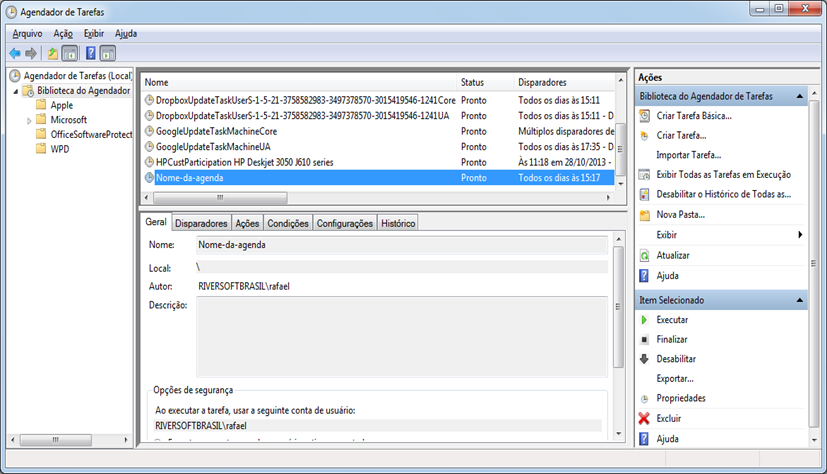 Agendador de Tarefas
Arquivo Ação Exibir Ajuda
Agendador de Tarefas (Local)
Biblioteca do Agendador
Apple
Microsoft
OfficeSoftwareProtect
WPD
Nome Status Disparadores
DropboxUpdateTaskUserS-1-5-21-3758582983-3497378570-3015419546-1241Core Pronto Todos os dias às 15:11
DropboxUpdateTaskUserS-1-5-21-3758582983-3497378570-3015419546-1241UA Pronto Todos os dias às 15:11 - D
GoogleUpdateTaskMachineCore Pronto Múltiplos disparadores de
GoogleUpdateTaskMachineUA Pronto Todos os dias às 17:35 - D
HPCustParticipation HP Deskjet 3050 J610 series Pronto Às 11:18 em 28/10/2013 -
Nome-da-agenda Pronto Todos os dias às 15:17
Geral Disparadores Ações Condições Configurações Histórico
Nome: Nome-da-agenda
Local: \
Autor: RIVERSOFTBRASIL\rafael
Descrição:
Opções de segurança
Ao executar a tarefa, usar a seguinte conta de usuário:
RIVERSOFTBRASIL\rafael
Ações
Biblioteca do Agendador de Tarefas
Criar Tarefa Básica...
Criar Tarefa...
Importar Tarefa...
Exibir Todas as Tarefas em Execução
Desabilitar o Histórico de Todas as...
Nova Pasta...
Exibir
Atualizar
Ajuda
Item Selecionado
Executar
Finalizar
Desabilitar
Exportar...
Propriedades
Excluir
Ajuda